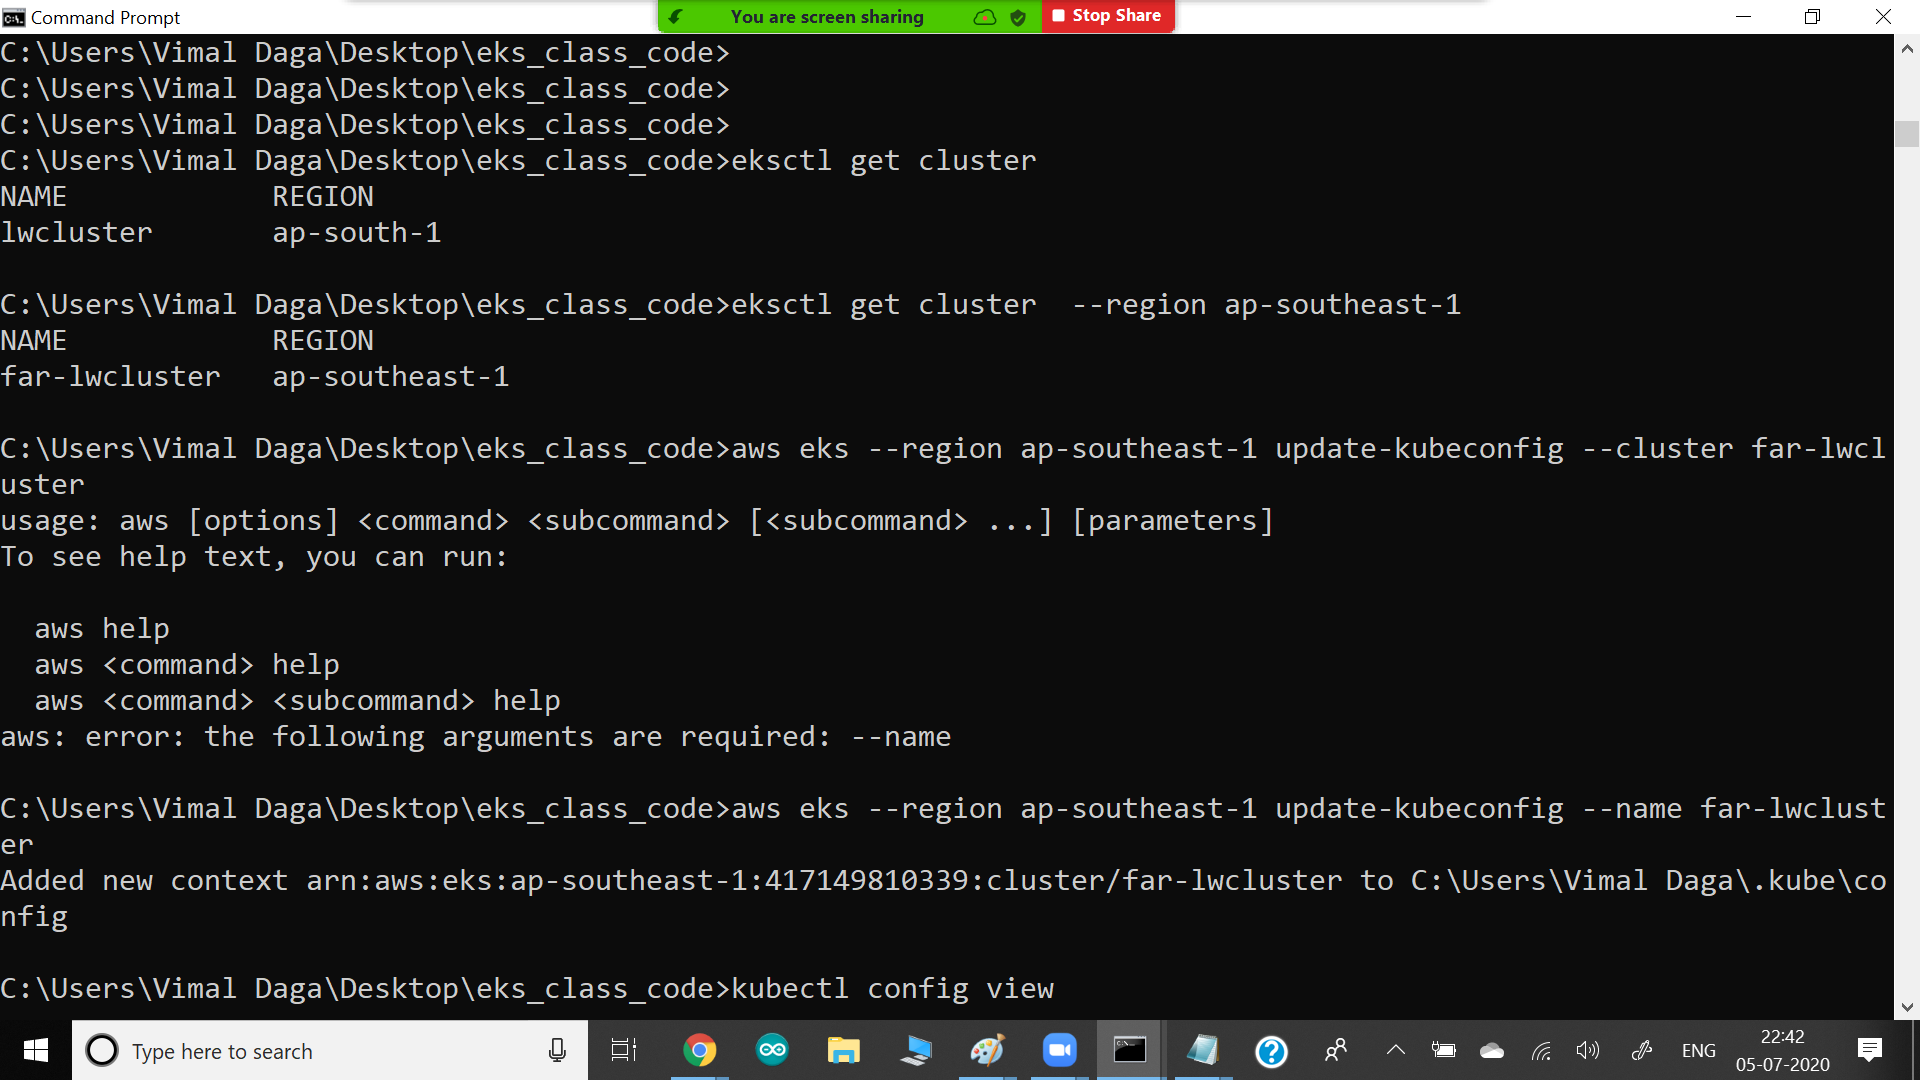 Command Prompt
You are screen sharing
Stop Share
C:\Users\Vimal Daga\Desktop\eks_class_code>
C:\Users\Vimal Daga\Desktop\eks_class_code>
C:\Users\Vimal Daga\Desktop\eks_class_code>
C:\Users\Vimal Daga\Desktop\eks_class_code>eksctl get cluster
NAME            REGION
lwcluster       ap-south-1
C:\Users\Vimal Daga\Desktop\eks_class_code>eksctl get cluster  --region ap-southeast-1
NAME            REGION
far-lwcluster   ap-southeast-1
C:\Users\Vimal Daga\Desktop\eks_class_code>aws eks --region ap-southeast-1 update-kubeconfig --cluster far-lwcl
uster
usage: aws [options] <command> <subcommand> [<subcommand> ...] [parameters]
To see help text, you can run:
  aws help
  aws <command> help
  aws <command> <subcommand> help
aws: error: the following arguments are required: --name
C:\Users\Vimal Daga\Desktop\eks_class_code>aws eks --region ap-southeast-1 update-kubeconfig --name far-lwclust
er
Added new context arn:aws:eks:ap-southeast-1:417149810339:cluster/far-lwcluster to C:\Users\Vimal Daga\.kube\co
nfig
C:\Users\Vimal Daga\Desktop\eks_class_code>kubectl config view
Type here to search
ENG
22:42
05-07-2020